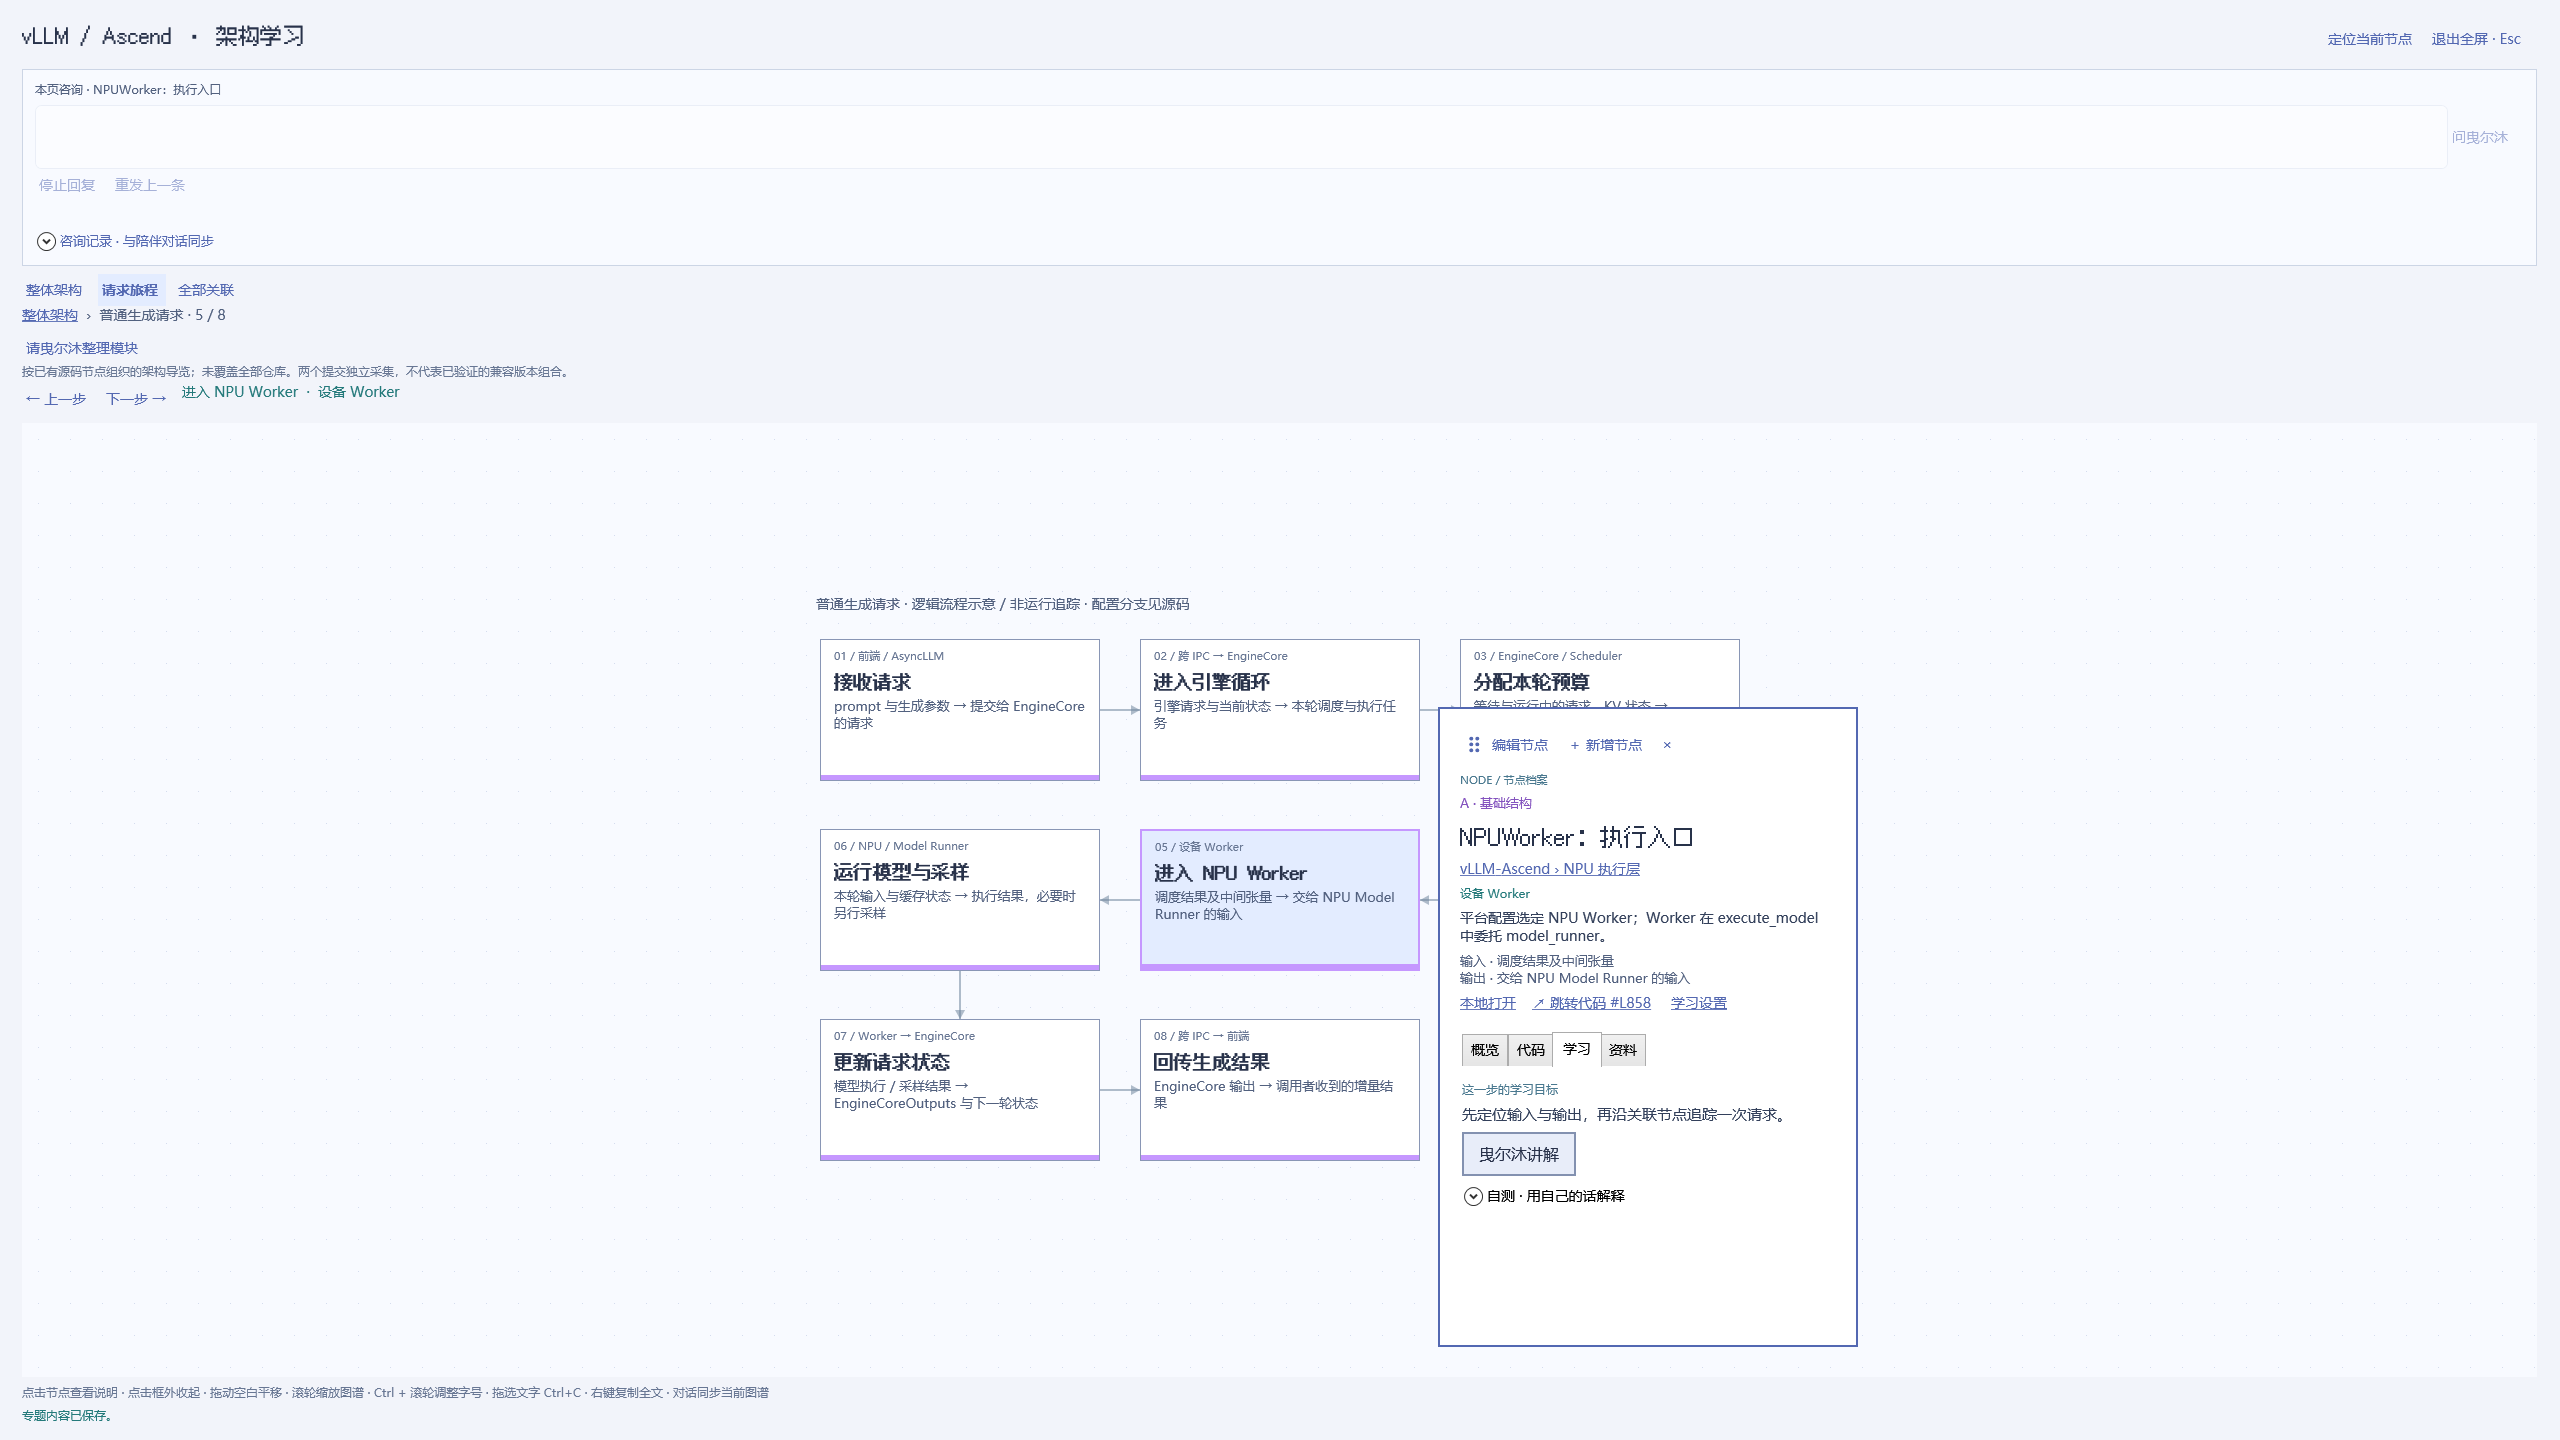 vLLM / Ascend · 架构学习
定位当前节点 退出全屏 · Esc
本页咨询 · NPUWorker：执行入口
问曳尔沐
停止回复 重发上一条
咨询记录 · 与陪伴对话同步
整体架构 请求旅程 全部关联
整体架构 › 普通生成请求 · 5 / 8
请曳尔沐整理模块
按已有源码节点组织的架构导览；未覆盖全部仓库。两个提交独立采集，不代表已验证的兼容版本组合。
← 上一步 下一步 → 进入 NPU Worker · 设备 Worker
普通生成请求 · 逻辑流程示意 / 非运行追踪 · 配置分支见源码
01 / 前端 / AsyncLLM
接收请求
prompt 与生成参数 → 提交给 EngineCore
的请求
02 / 跨 IPC → EngineCore
进入引擎循环
引擎请求与当前状态 → 本轮调度与执行任
务
03 / EngineCore / Scheduler
分配本轮预算
等待与运行中的请求、KV 状态 →
06 / NPU / Model Runner
运行模型与采样
本轮输入与缓存状态 → 执行结果，必要时
另行采样
05 / 设备 Worker
进入 NPU Worker
调度结果及中间张量 → 交给 NPU Model
Runner 的输入
07 / Worker → EngineCore
更新请求状态
模型执行 / 采样结果 →
EngineCoreOutputs 与下一轮状态
08 / 跨 IPC → 前端
回传生成结果
EngineCore 输出 → 调用者收到的增量结
果
编辑节点 + 新增节点 ×
NODE / 节点档案
A · 基础结构
NPUWorker：执行入口
vLLM-Ascend › NPU 执行层
设备 Worker
平台配置选定 NPU Worker；Worker 在 execute_model
中委托 model_runner。
输入 · 调度结果及中间张量
输出 · 交给 NPU Model Runner 的输入
本地打开 ↗ 跳转代码 #L858 学习设置
概览 代码 学习 资料
这一步的学习目标
先定位输入与输出，再沿关联节点追踪一次请求。
曳尔沐讲解
自测 · 用自己的话解释
点击节点查看说明 · 点击框外收起 · 拖动空白平移 · 滚轮缩放图谱 · Ctrl + 滚轮调整字号 · 拖选文字 Ctrl+C · 右键复制全文 · 对话同步当前图谱
专题内容已保存。